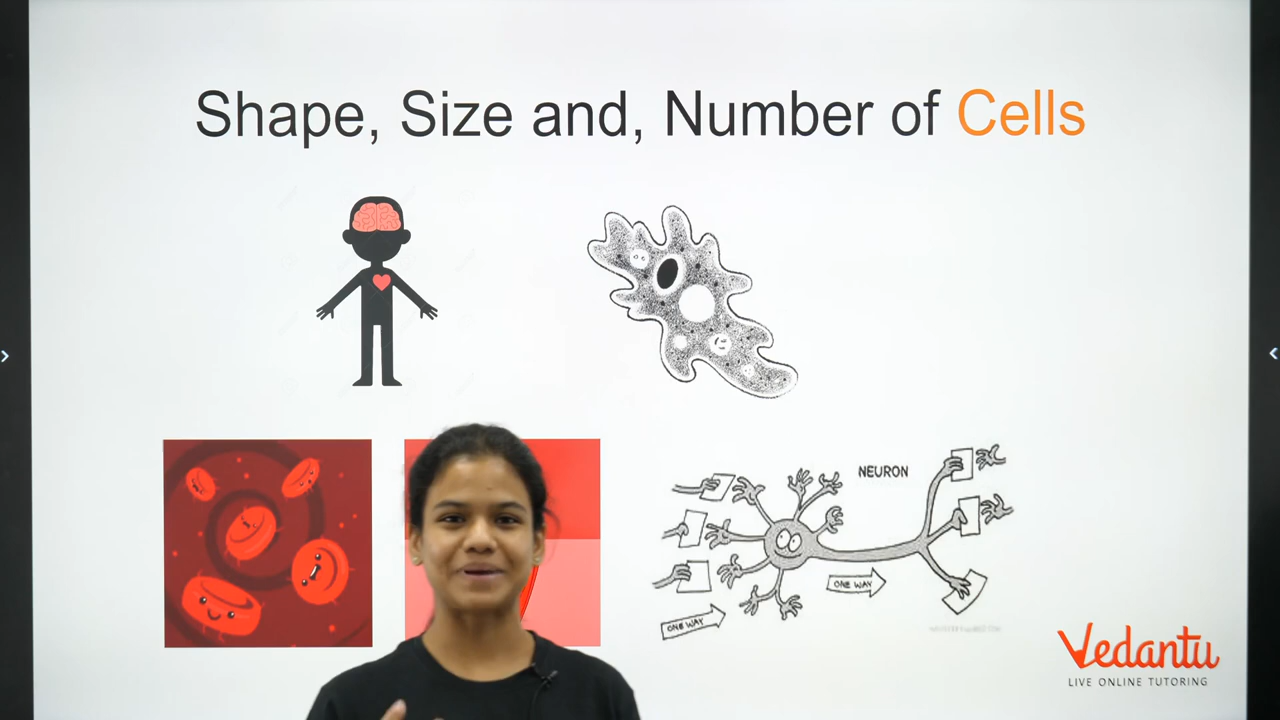 Shape, Size and, Number of Cells
NEURON
ONE WAY
ONE WAY
Vedantu
LIVE ONLINE TUTORING